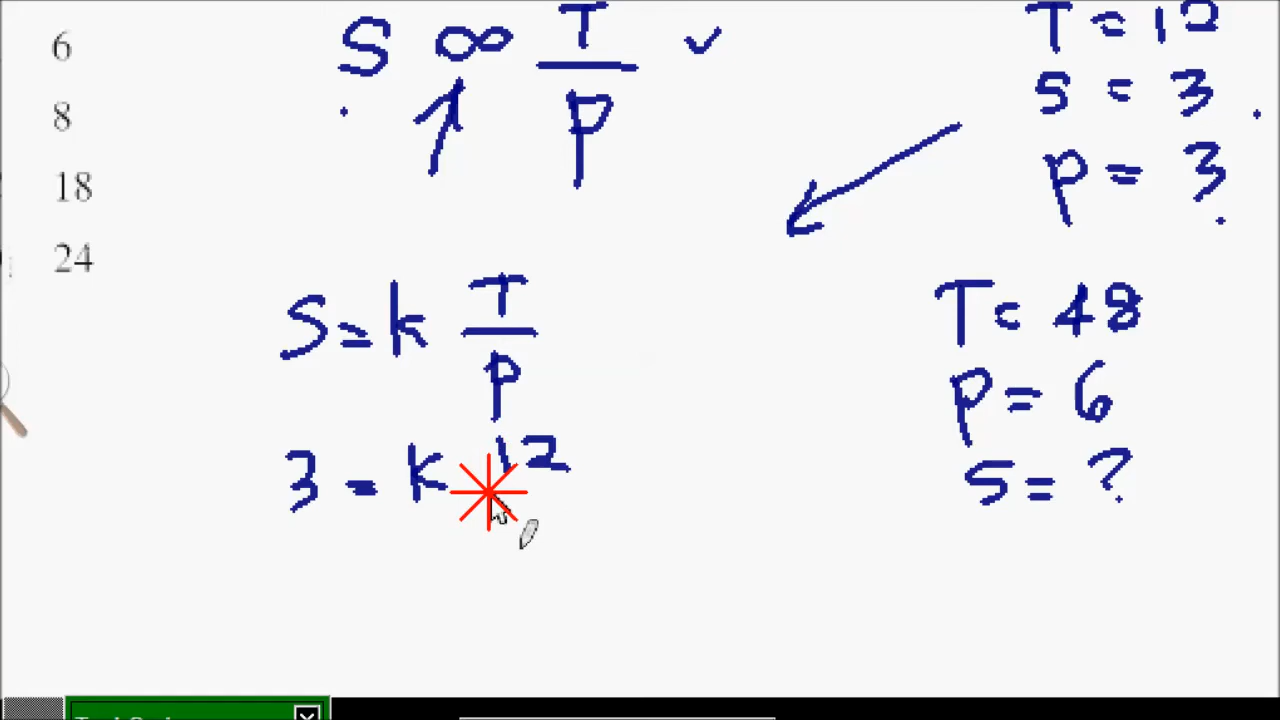 6
8
18
24
S ∞ T/P ✓
T = 12
S = 3
P = 3
S = k T/P
3 = k 12
T = 48
P = 6
S = ?